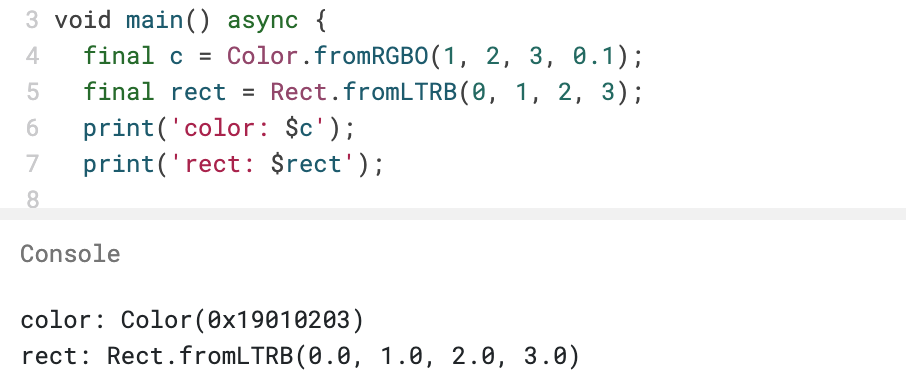 3 void main() async {
4   final c = Color.fromRGBO(1, 2, 3, 0.1);
5   final rect = Rect.fromLTRB(0, 1, 2, 3);
6   print('color: $c');
7   print('rect: $rect');
8
Console
color: Color(0x19010203)
rect: Rect.fromLTRB(0.0, 1.0, 2.0, 3.0)